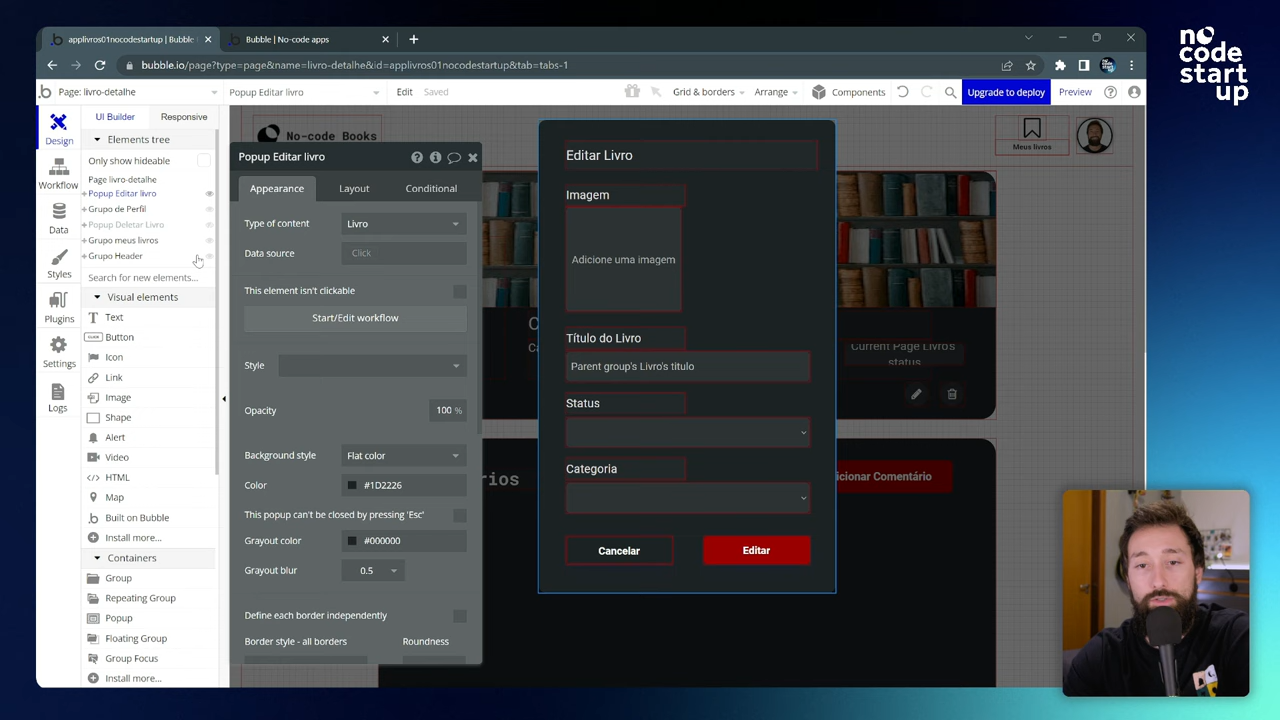 no
code
start
up
applivros01nocodestartup | Bubble
Bubble | No-code apps
bubble.io/page?type=page&name=livro-detalhe&id=applivros01nocodestartup&tab=tabs-1
Page: livro-detalhe
Popup Editar livro
Edit
Saved
Grid & borders
Arrange
Components
Upgrade to deploy
Preview
Design
Workflow
Data
Styles
Plugins
Settings
Logs
UI Builder
Responsive
Elements tree
Only show hideable
Page livro-detalhe
Popup Editar livro
Grupo de Perfil
Popup Deletar Livro
Grupo meus livros
Grupo Header
Search for new elements...
Visual elements
Text
Button
Icon
Link
Image
Shape
Alert
Video
HTML
Map
Built on Bubble
Install more...
Containers
Group
Repeating Group
Popup
Floating Group
Group Focus
Install more...
No-code Books
Meus livros
Popup Editar livro
Appearance
Layout
Conditional
Type of content
Livro
Data source
Click
This element isn't clickable
Start/Edit workflow
Style
Opacity
100 %
Background style
Flat color
Color
#1D2226
This popup can't be closed by pressing 'Esc'
Grayout color
#000000
Grayout blur
0.5
Define each border independently
Border style - all borders
Roundness
Editar Livro
Imagem
Adicione uma imagem
Título do Livro
Parent group's Livro's titulo
Status
Categoria
Cancelar
Editar
Current Page Livro's
status
icionar Comentário